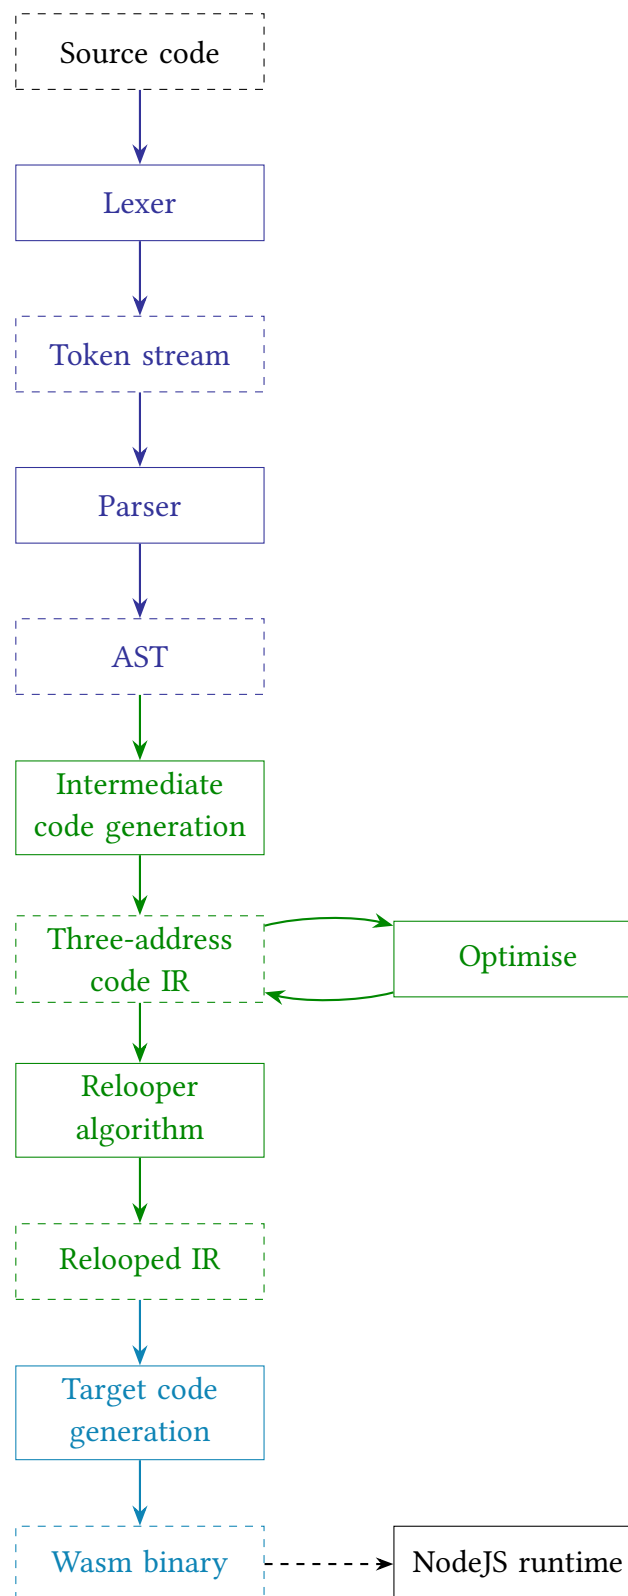 Source code
Lexer
Token stream
Parser
AST
Intermediate
code generation
Three-address
code IR
Optimise
Relooper
algorithm
Relooped IR
Target code
generation
Wasm binary
NodeJS runtime